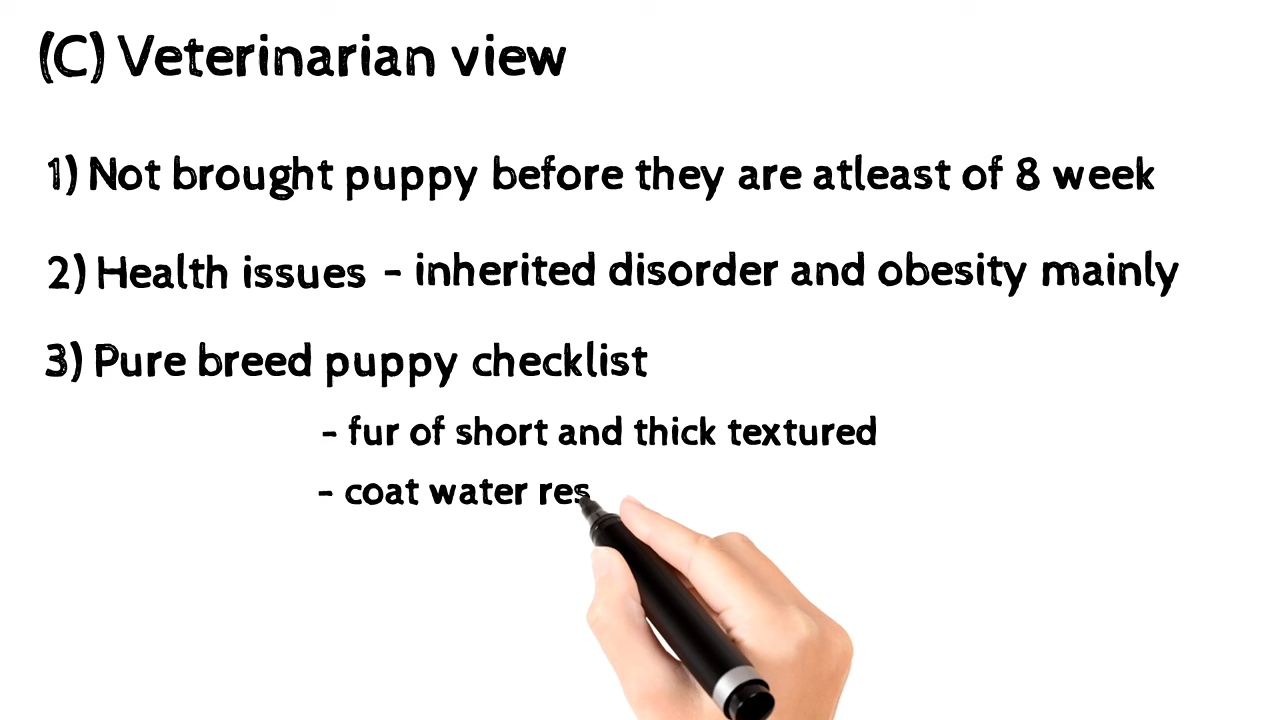 (C) Veterinarian view
1) Not brought puppy before they are atleast of 8 week
2) Health issues - inherited disorder and obesity mainly
3) Pure breed puppy checklist
- fur of short and thick textured
- coat water res